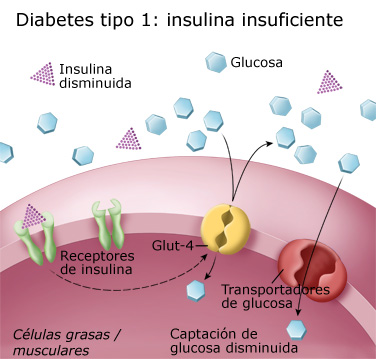 Diabetes tipo 1: insulina insuficiente
Insulina
disminuida
Glucosa
Receptores
de insulina
Glut-4
Transportadores
de glucosa
Células grasas /
musculares
Captación de
glucosa disminuida